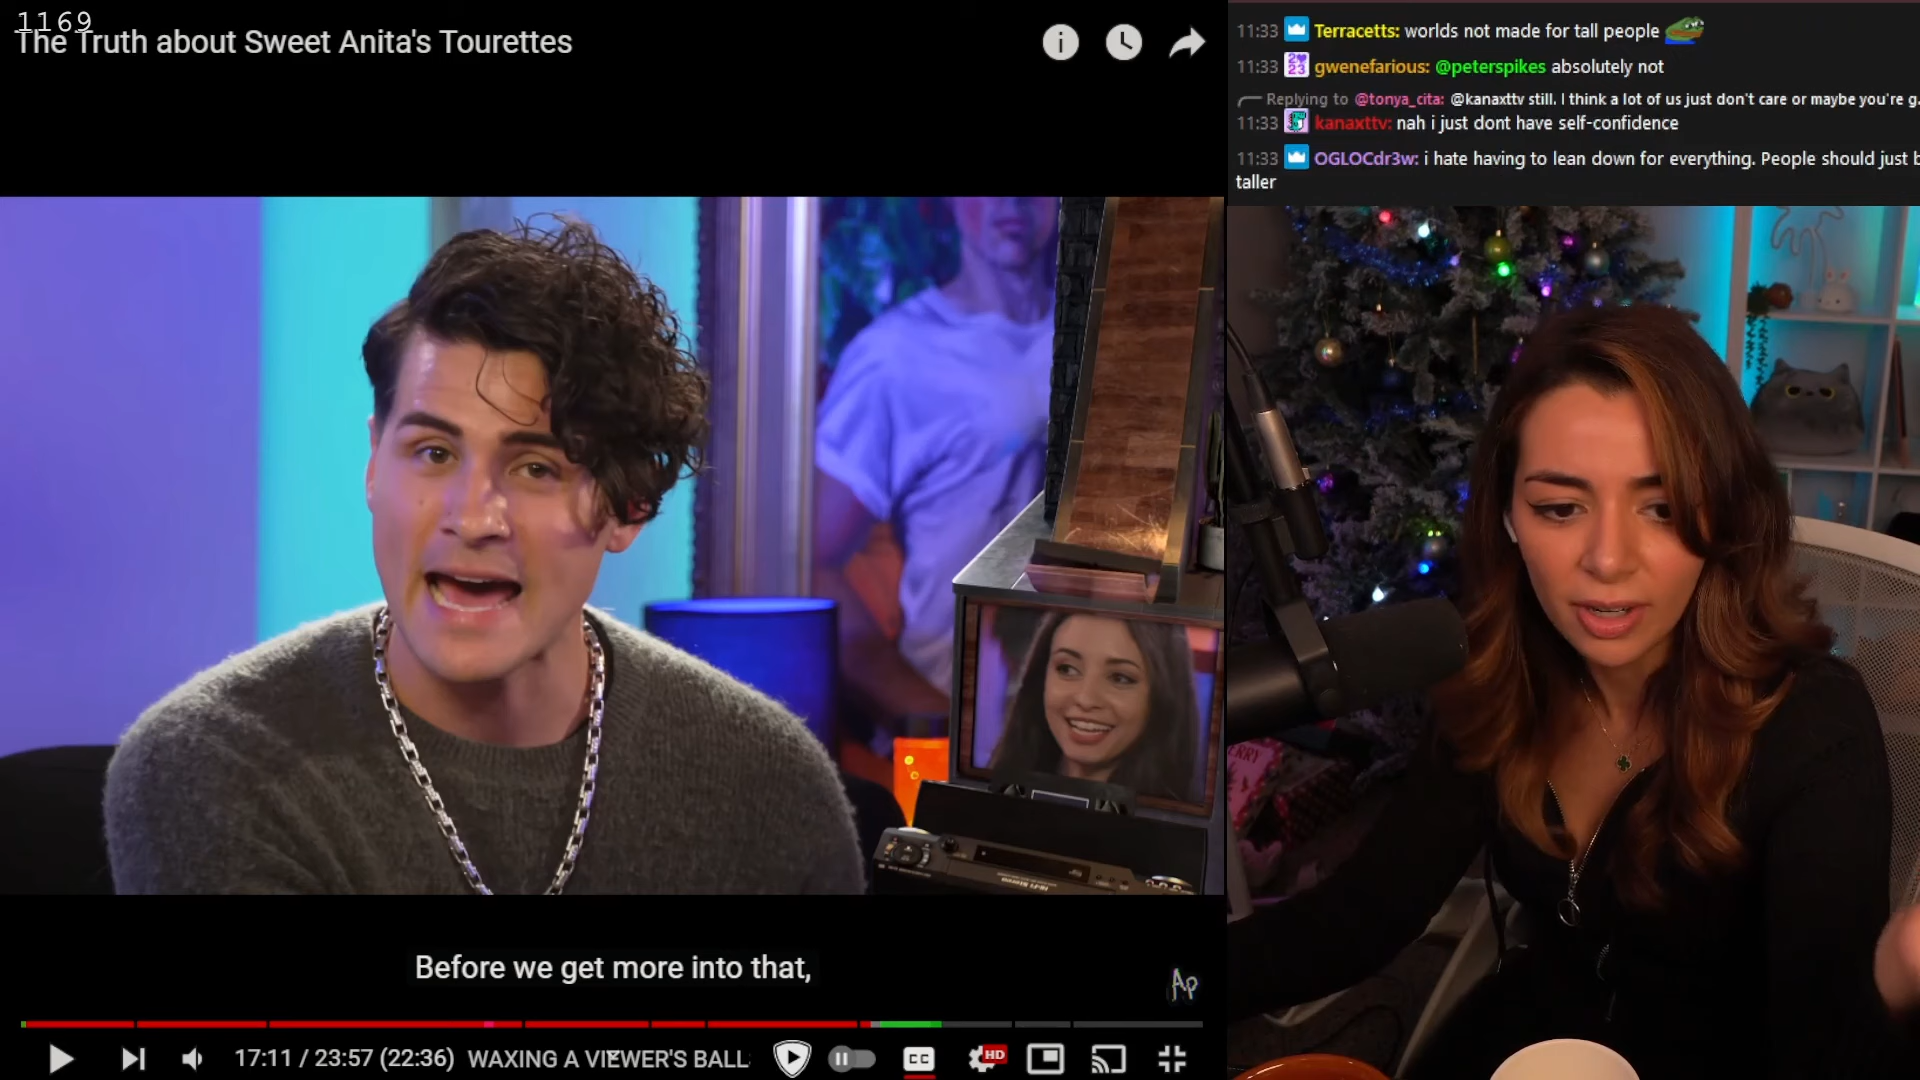 1169
The Truth about Sweet Anita's Tourettes
11:33 Terracetts: worlds not made for tall people
11:33 gwenefarious: @peterspikes absolutely not
Replying to @tonya_cita: @kanaxttv still. I think a lot of us just don't care or maybe you're g...
11:33 kanaxttv: nah i just dont have self-confidence
11:33 OGLOCdr3w: i hate having to lean down for everything. People should just b
taller
Before we get more into that,
Ap
17:11 / 23:57 (22:36) WAXING A VIEWER'S BALL
CC
HD